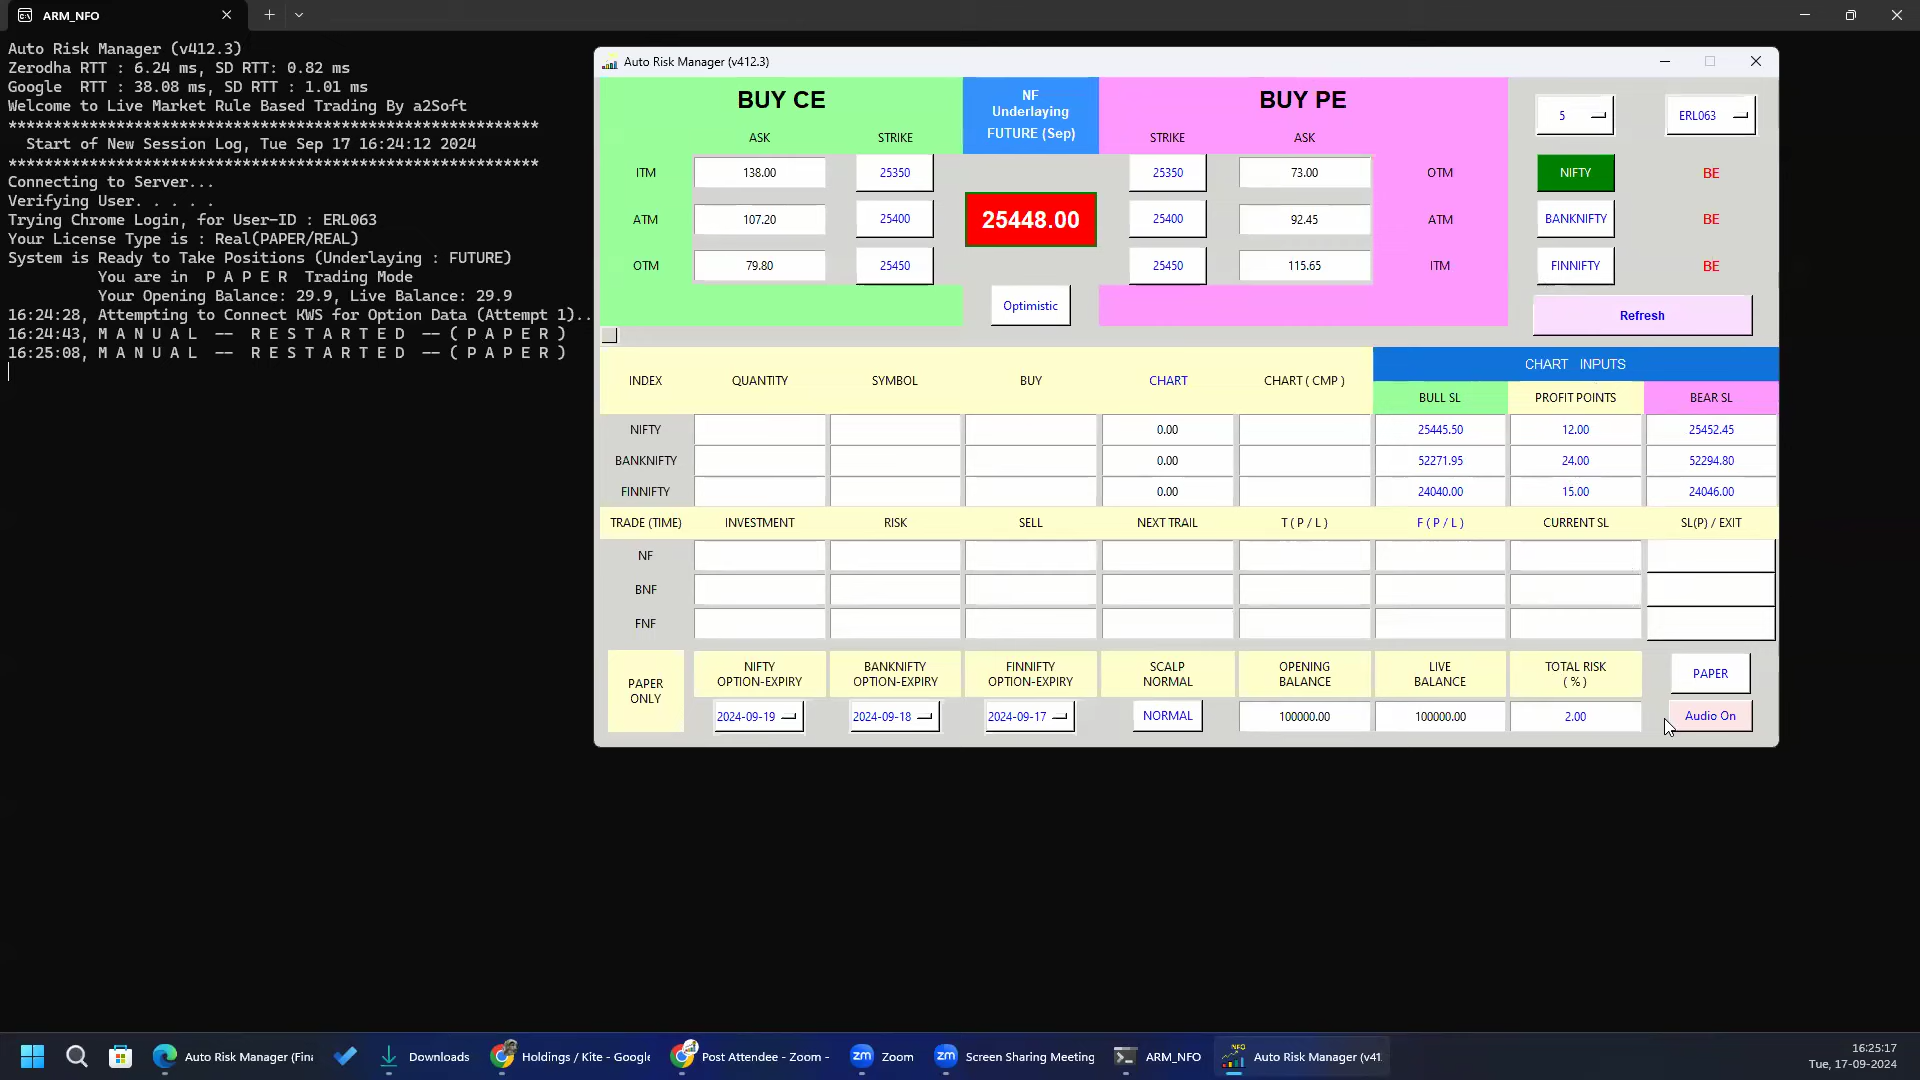 ARM_NFO
Auto Risk Manager (v412.3)
Zerodha RTT : 6.24 ms, SD RTT: 0.82 ms
Google  RTT : 38.08 ms, SD RTT : 1.01 ms
Welcome to Live Market Rule Based Trading By a2Soft
***********************************************************
Start of New Session Log, Tue Sep 17 16:24:12 2024
***********************************************************
Connecting to Server...
Verifying User. . . . .
Trying Chrome Login, for User-ID : ERL063
Your License Type is : Real(PAPER/REAL)
System is Ready to Take Positions (Underlaying : FUTURE)
You are in  P A P E R  Trading Mode
Your Opening Balance: 29.9, Live Balance: 29.9
16:24:28, Attempting to Connect KWS for Option Data (Attempt 1)..
16:24:43, M A N U A L  --  R E S T A R T E D  -- ( P A P E R )
16:25:08, M A N U A L  --  R E S T A R T E D  -- ( P A P E R )
Auto Risk Manager (v412.3)
BUY CE
NF
Underlaying
FUTURE (Sep)
BUY PE
5
ERL063
ASK STRIKE STRIKE ASK
ITM 138.00 25350 25350 73.00 OTM NIFTY BE
ATM 107.20 25400 25448.00 25400 92.45 ATM BANKNIFTY BE
OTM 79.80 25450 25450 115.65 ITM FINNIFTY BE
Optimistic
Refresh
CHART INPUTS
INDEX QUANTITY SYMBOL BUY CHART CHART ( CMP ) BULL SL PROFIT POINTS BEAR SL
NIFTY 0.00 25445.50 12.00 25452.45
BANKNIFTY 0.00 52271.95 24.00 52294.80
FINNIFTY 0.00 24040.00 15.00 24046.00
TRADE (TIME) INVESTMENT RISK SELL NEXT TRAIL T ( P / L ) F ( P / L ) CURRENT SL SL(P) / EXIT
NF
BNF
FNF
PAPER
ONLY
NIFTY
OPTION-EXPIRY
BANKNIFTY
OPTION-EXPIRY
FINNIFTY
OPTION-EXPIRY
SCALP
NORMAL
OPENING
BALANCE
LIVE
BALANCE
TOTAL RISK
( % )
PAPER
2024-09-19 2024-09-18 2024-09-17 NORMAL 100000.00 100000.00 2.00 Audio On
Auto Risk Manager (Fina
Downloads
Holdings / Kite - Google
Post Attendee - Zoom -
Zoom
Screen Sharing Meeting
ARM_NFO
NFO
Auto Risk Manager (v41
16:25:17
Tue, 17-09-2024